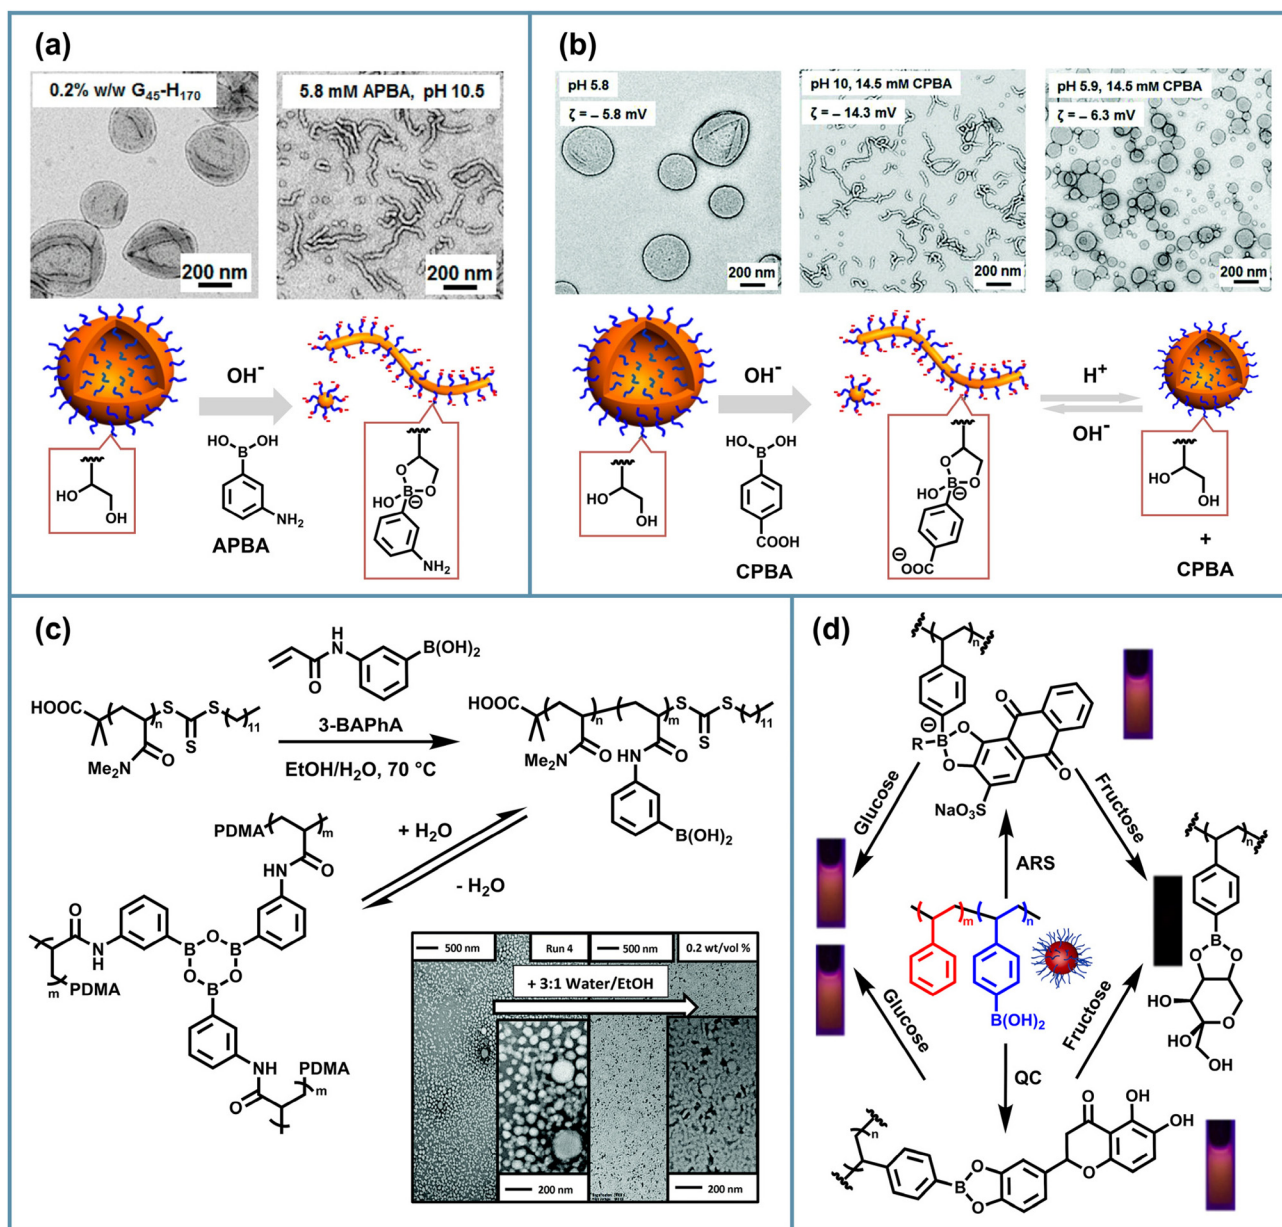 (a)
0.2% w/w G₄₅-H₁₇₀
200 nm
5.8 mM APBA, pH 10.5
200 nm
OH⁻
HO
OH
HO
OH
B
NH₂
APBA
O
B
O
HO
⊖
NH₂
(b)
pH 5.8
ζ = – 5.8 mV
200 nm
pH 10, 14.5 mM CPBA
ζ = – 14.3 mV
200 nm
pH 5.9, 14.5 mM CPBA
ζ = – 6.3 mV
200 nm
OH⁻
H⁺
OH⁻
HO
OH
HO
OH
B
COOH
CPBA
O
B
O
HO
⊖
⊖
OOC
HO
OH
+
CPBA
(c)
H
N
O
B(OH)₂
3-BAPhA
EtOH/H₂O, 70 °C
HOOC
n
S
S
S
11
O
Me₂N
HOOC
n
m
S
S
S
11
O
O
Me₂N
HN
B(OH)₂
+ H₂O
- H₂O
PDMA
m
O
HN
O
H
N
m
PDMA
B
O
B
O
O
B
NH
O
PDMA
m
500 nm
Run 4
500 nm
0.2 wt/vol %
+ 3:1 Water/EtOH
200 nm
200 nm
(d)
n
⊖
R
B
O
O
O
O
NaO₃S
Glucose
Fructose
ARS
m
n
B(OH)₂
n
B
O
O
HO
HO
O
HO
OH
Glucose
Fructose
QC
n
B
O
O
O
O
OH
OH